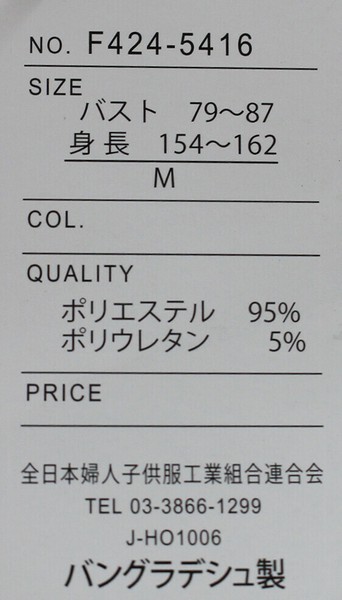 NO. F424-5416
SIZE
バスト 79〜87
身長 154〜162
M
COL.
QUALITY
ポリエステル 95%
ポリウレタン 5%
PRICE
全日本婦人子供服工業組合連合会
TEL 03-3866-1299
J-HO1006
バングラデシュ製